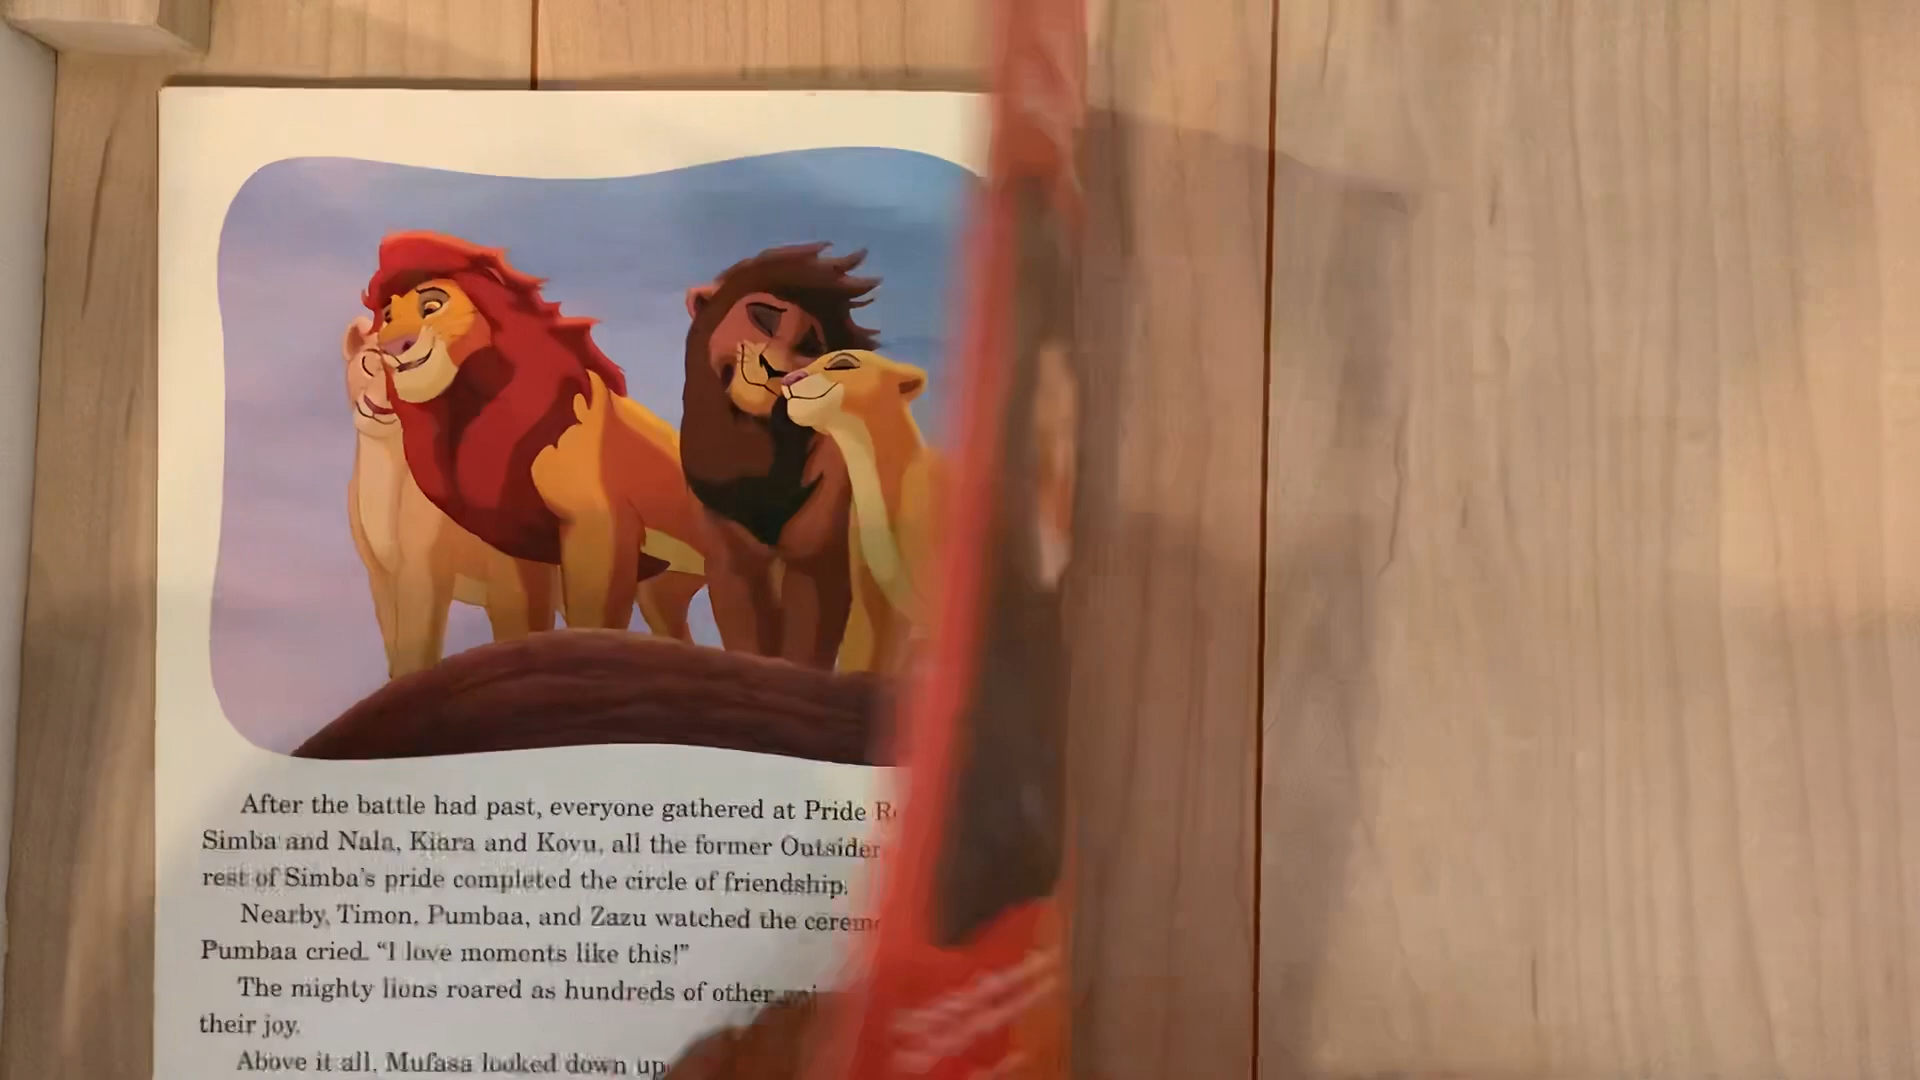 After the battle had past, everyone gathered at Pride
Simba and Nala, Kiara and Kovu, all the former Outsider
rest of Simba's pride completed the circle of friendship.
Nearby, Timon, Pumbaa, and Zazu watched the
Pumbaa cried. "I love moments like this!"
The mighty lions roared as hundreds of other
their joy.
Above it all, Mufasa looked down